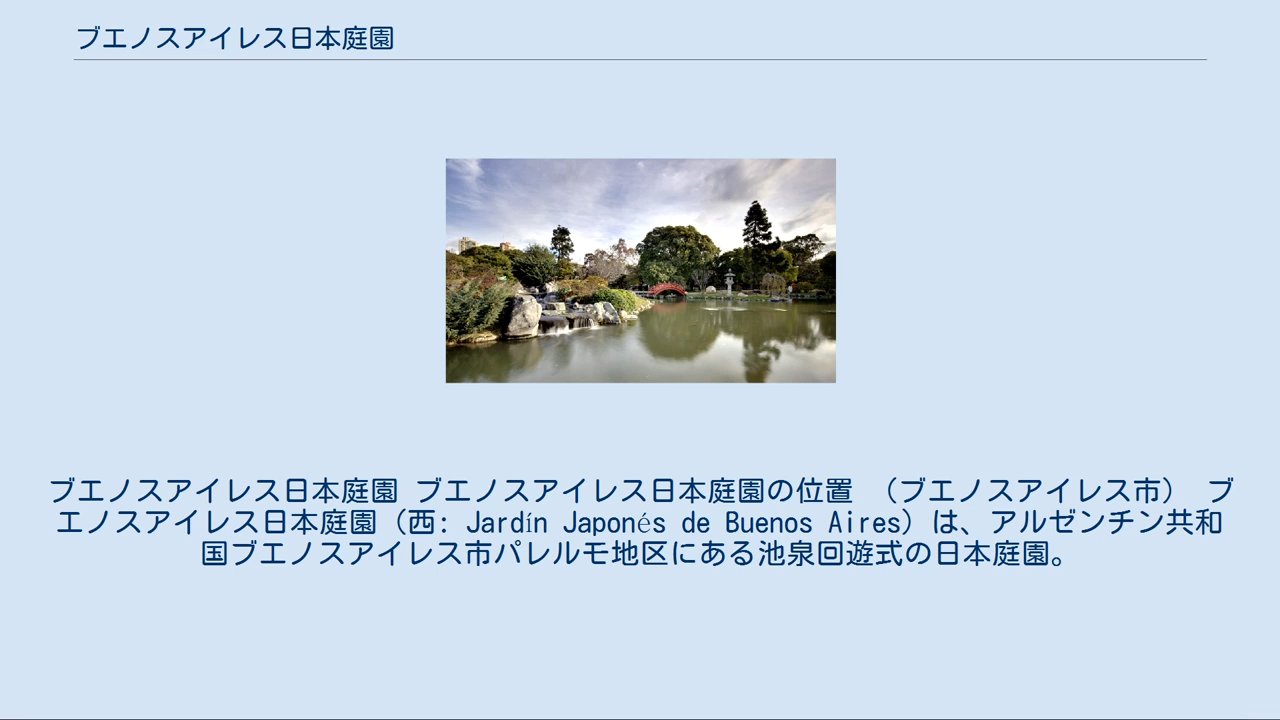 ブエノスアイレス日本庭園
ブエノスアイレス日本庭園 ブエノスアイレス日本庭園の位置 （ブエノスアイレス市） ブ
エノスアイレス日本庭園（西: Jardín Japonés de Buenos Aires）は、アルゼンチン共和
国ブエノスアイレス市パレルモ地区にある池泉回遊式の日本庭園。